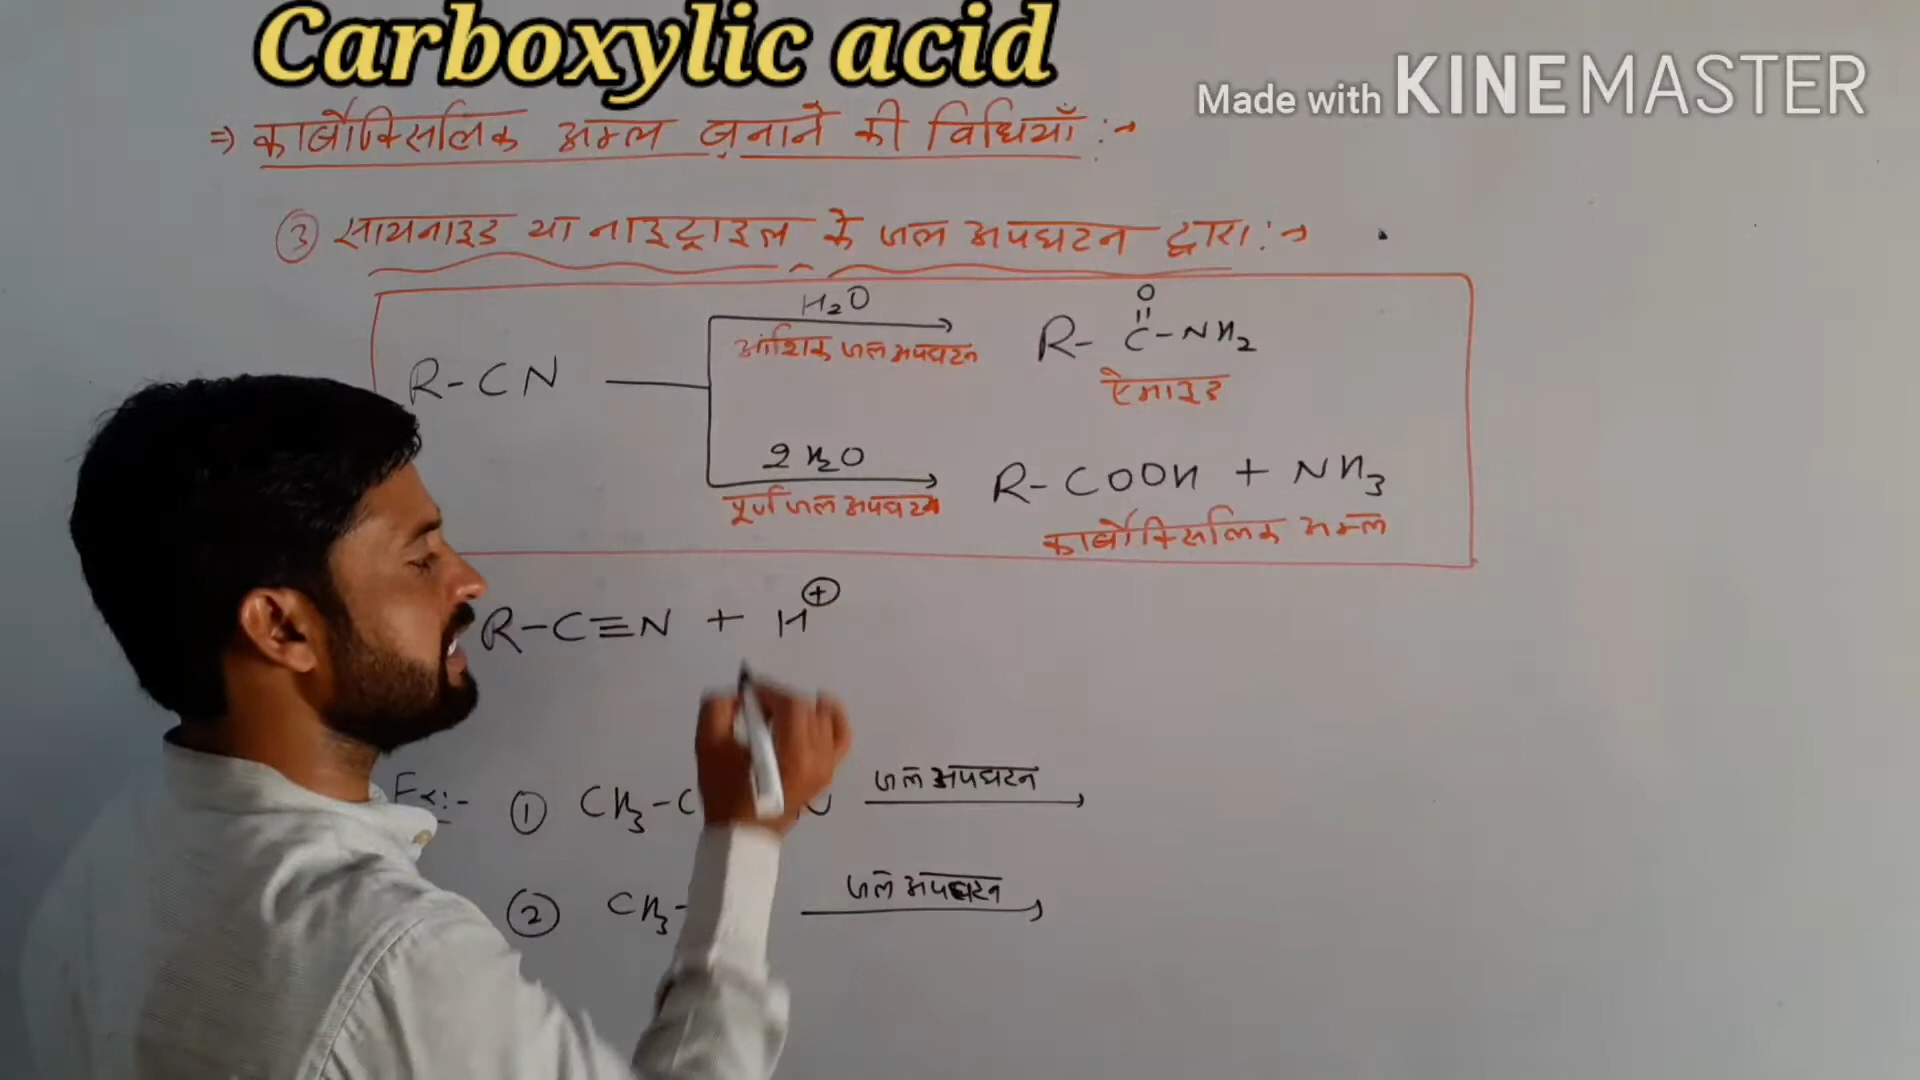 Carboxylic acid
Made with KINEMASTER
⇒ कार्बोक्सिलिक अम्ल बनाने की विधियाँ :→
③ सायनाइड या नाइट्राइल के जल अपघटन द्वारा :→
H₂O
आंशिक जल अपघटन
O
॥
R-C-NH₂
ऐमाइड
R-CN
2H₂O
पूर्ण जल अपघटन
R-COOH + NH₃
कार्बोक्सिलिक अम्ल
R-C≡N + H⊕
Ex:-
① CH₃-C N जल अपघटन
② CH₃- जल अपघटन